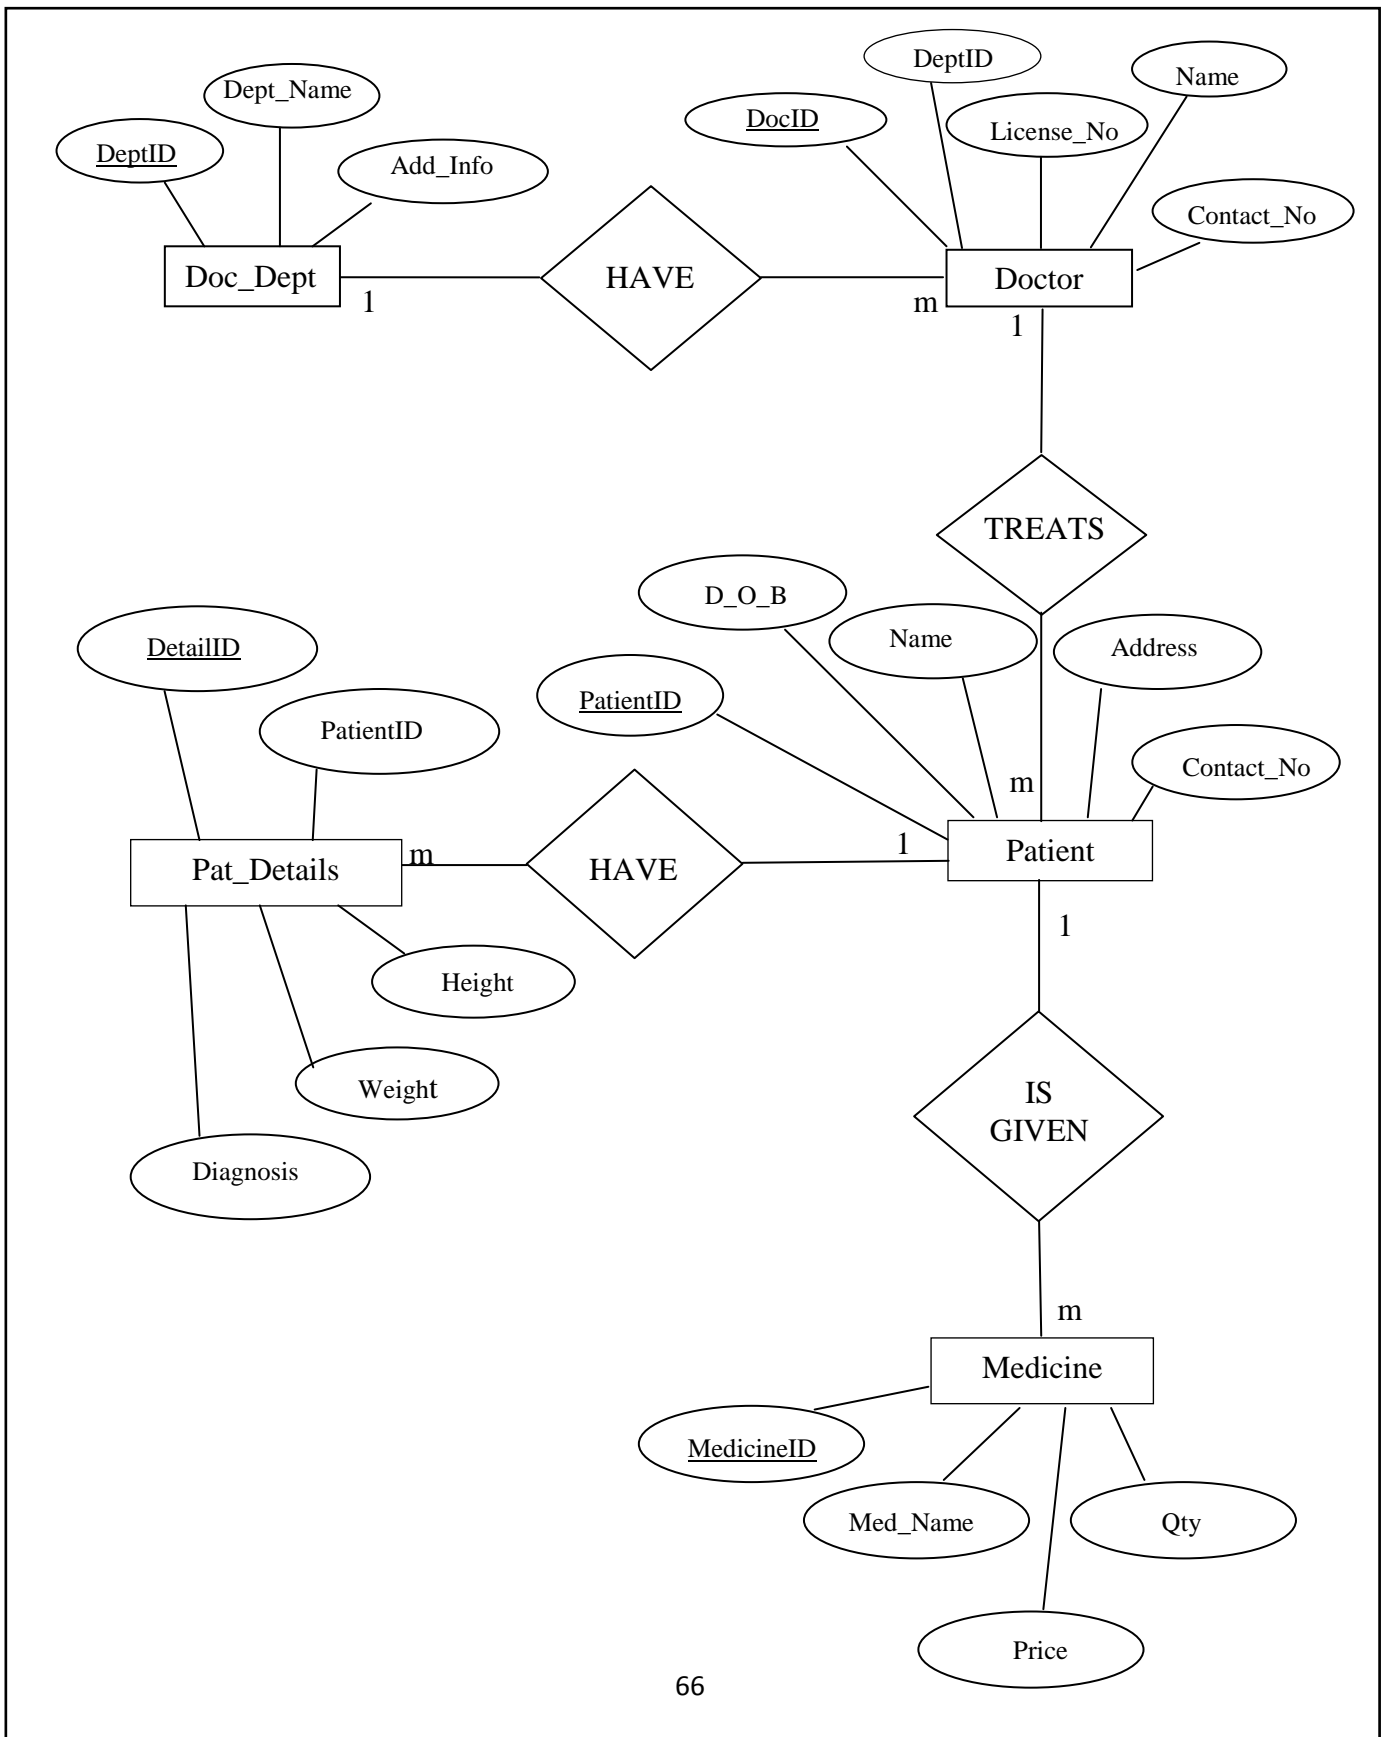 DeptID
Name
Dept_Name
DocID
License_No
DeptID
Add_Info
Contact_No
Doc_Dept
HAVE
Doctor
1
m
1
TREATS
D_O_B
Name
Address
DetailID
PatientID
PatientID
Contact_No
m
m
1
Patient
Pat_Details
HAVE
1
Height
Weight
IS
GIVEN
Diagnosis
m
Medicine
MedicineID
Med_Name
Qty
Price
66